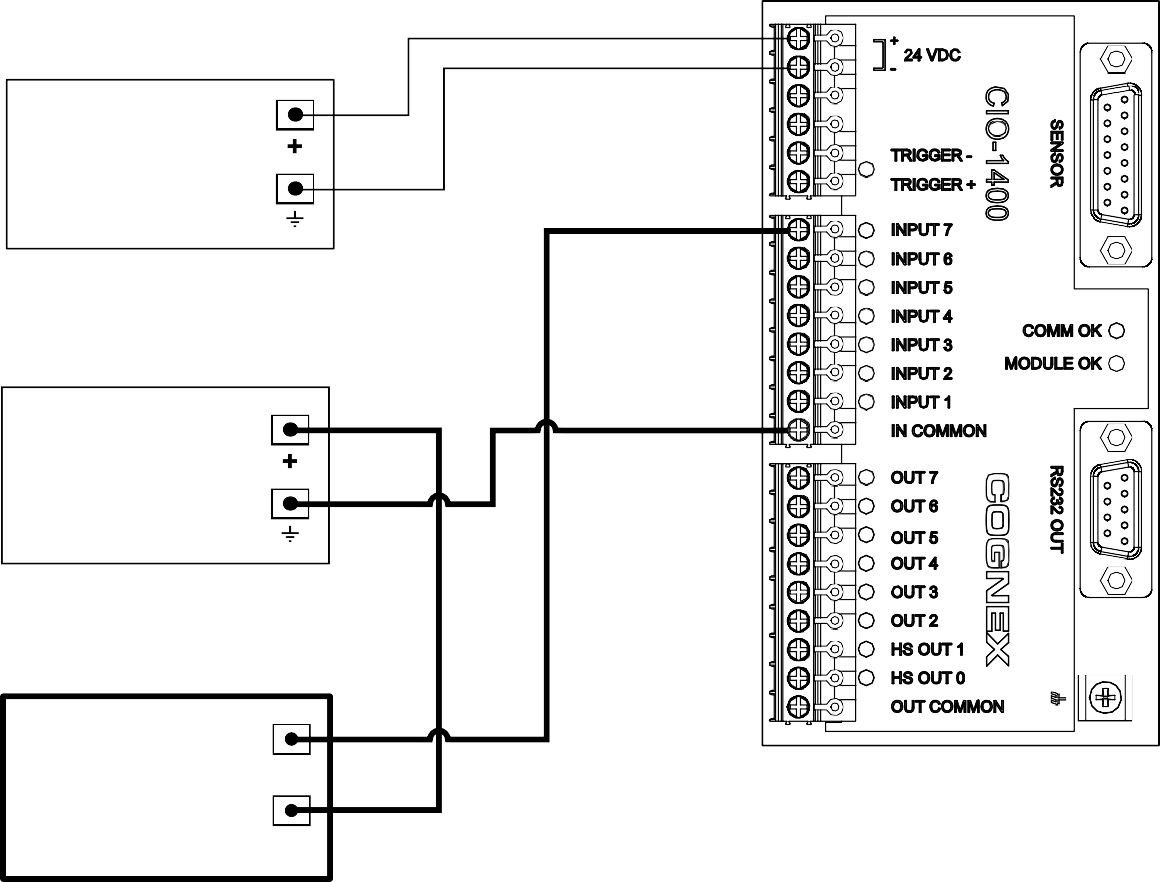 +
24 VDC
-
TRIGGER -
TRIGGER +
CIO-1400
SENSOR
INPUT 7
INPUT 6
INPUT 5
INPUT 4
INPUT 3
INPUT 2
INPUT 1
IN COMMON
COMM OK
MODULE OK
OUT 7
OUT 6
OUT 5
OUT 4
OUT 3
OUT 2
HS OUT 1
HS OUT 0
OUT COMMON
COGNEX
RS232 OUT
+
+